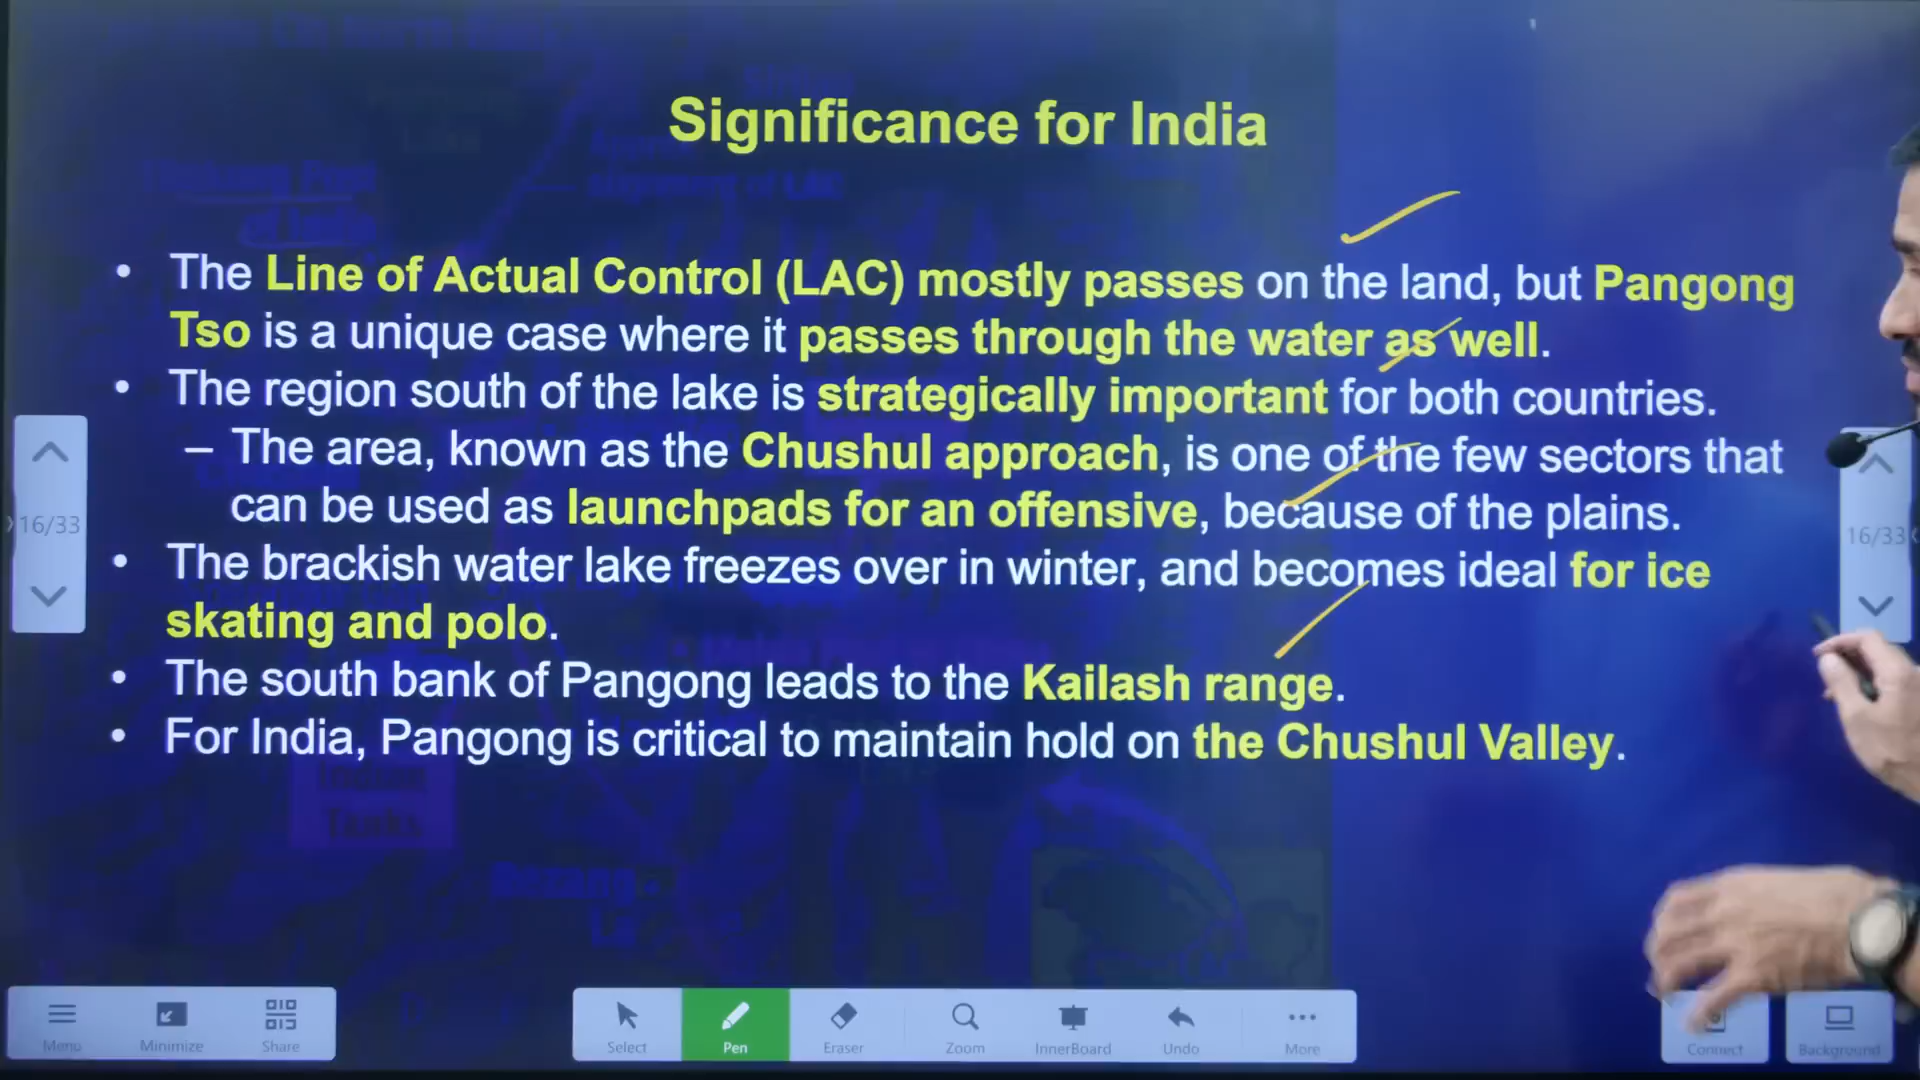 Significance for India
• The Line of Actual Control (LAC) mostly passes on the land, but Pangong
Tso is a unique case where it passes through the water as well.
• The region south of the lake is strategically important for both countries.
– The area, known as the Chushul approach, is one of the few sectors that
can be used as launchpads for an offensive, because of the plains.
• The brackish water lake freezes over in winter, and becomes ideal for ice
skating and polo.
• The south bank of Pangong leads to the Kailash range.
• For India, Pangong is critical to maintain hold on the Chushul Valley.
16/33
16/33
Menu Minimize Share Select Pen Eraser Zoom InnerBoard Undo More Connect Background